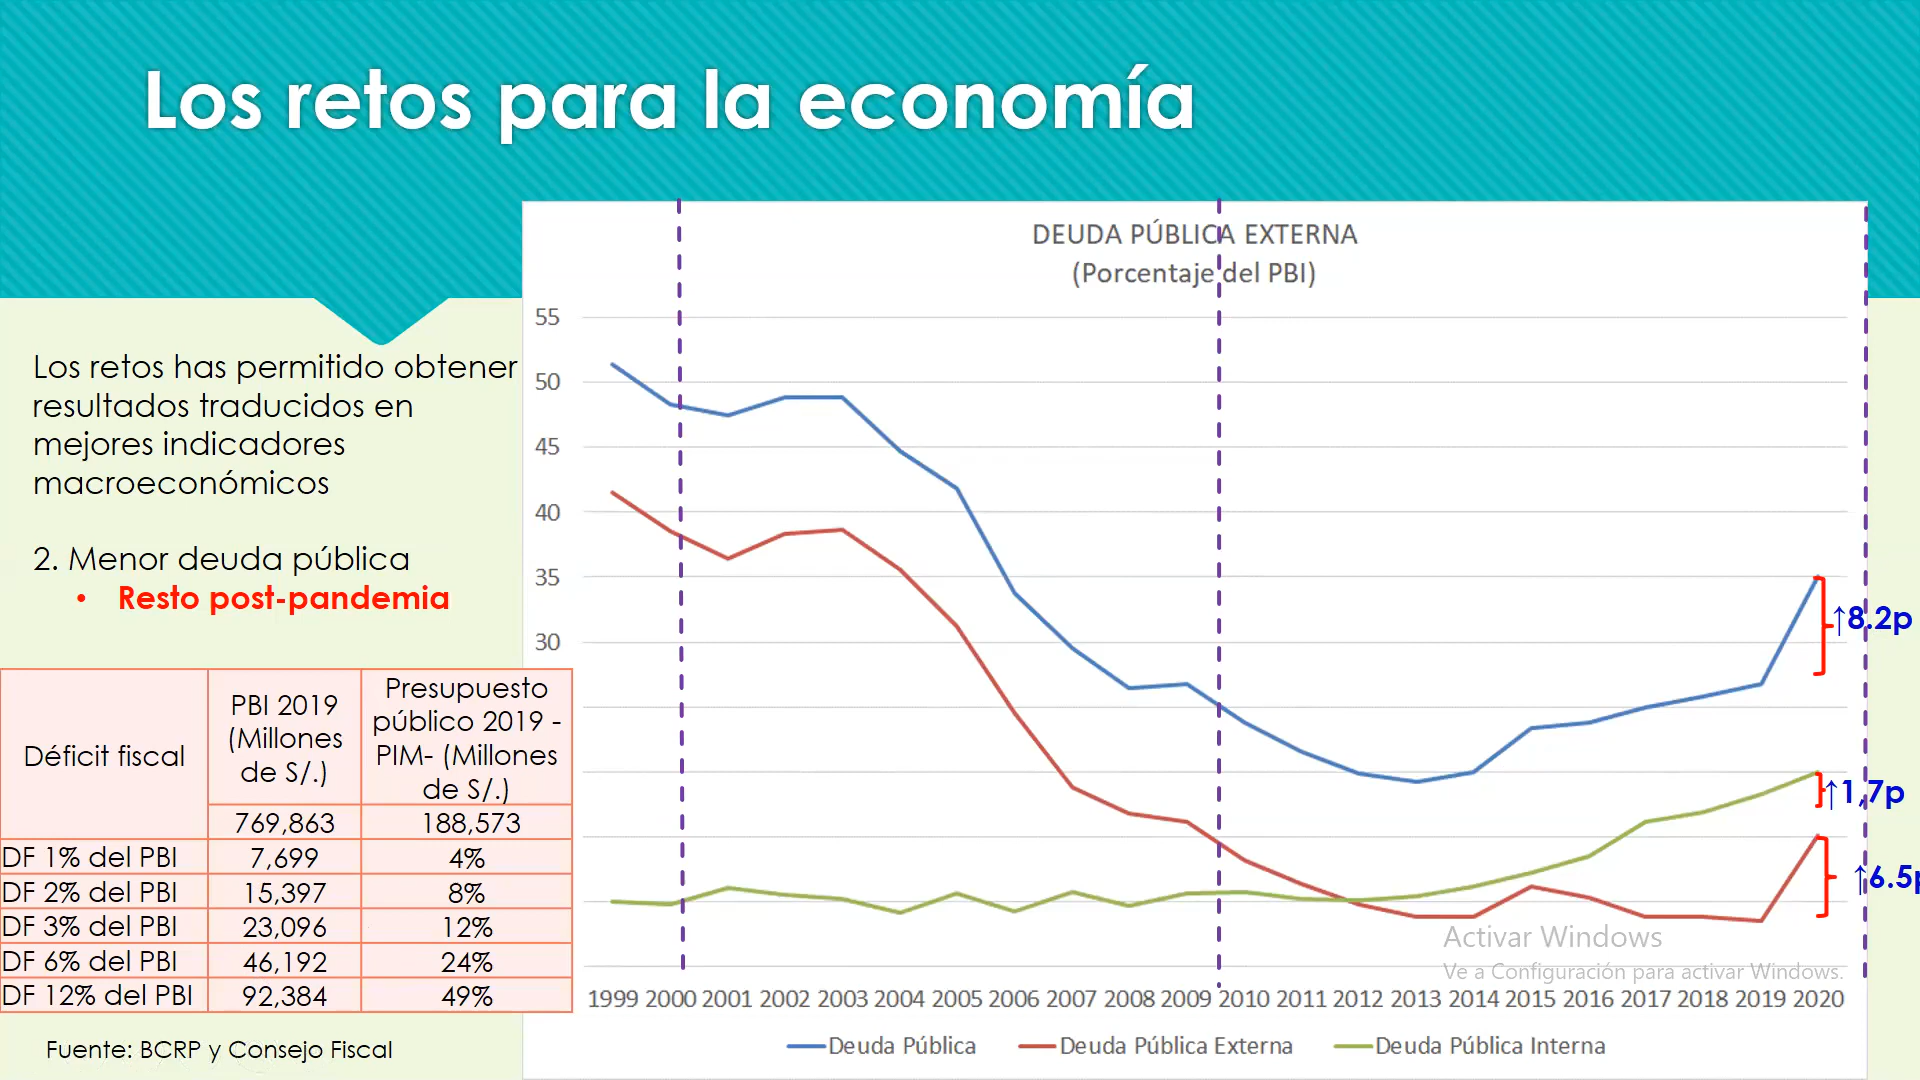 Los retos para la economía
Los retos has permitido obtener
resultados traducidos en
mejores indicadores
macroeconómicos
2. Menor deuda pública
• Resto post-pandemia
Déficit fiscal
PBI 2019
(Millones
de S/.)
Presupuesto
público 2019 -
PIM- (Millones
de S/.)
769,863 188,573
DF 1% del PBI 7,699 4%
DF 2% del PBI 15,397 8%
DF 3% del PBI 23,096 12%
DF 6% del PBI 46,192 24%
DF 12% del PBI 92,384 49%
Fuente: BCRP y Consejo Fiscal
DEUDA PÚBLICA EXTERNA
(Porcentaje del PBI)
55
50
45
40
35
30
↑8.2p
↑1,7p
↑6.5p
Activar Windows
Ve a Configuración para activar Windows.
1999 2000 2001 2002 2003 2004 2005 2006 2007 2008 2009 2010 2011 2012 2013 2014 2015 2016 2017 2018 2019 2020
Deuda Pública Deuda Pública Externa Deuda Pública Interna